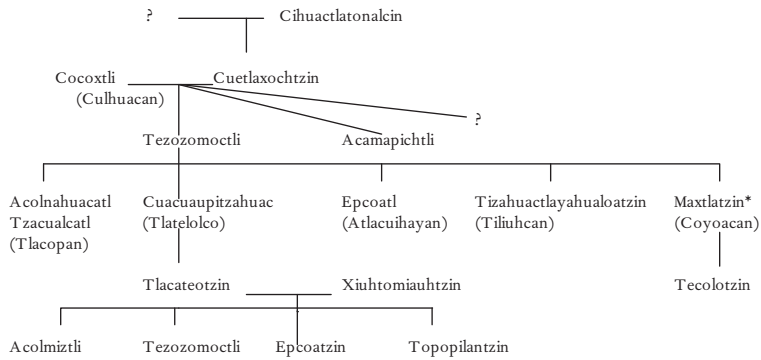 ? Cihuactlatonalcin
Cocoxtli Cuetlaxochtzin
(Culhuacan)
?
Tezozomoctli Acamapichtli
Acolnahuacatl Cuacuaupitzahuac Epcoatl Tizahuactlayahualoatzin Maxtlatzin*
Tzacualcatl (Tlatelolco) (Atlacuihayan) (Tiliuhcan) (Coyoacan)
(Tlacopan)
Tlacateotzin Xiuhtomiauhtzin Tecolotzin
Acolmiztli Tezozomoctli Epcoatzin Topopilantzin